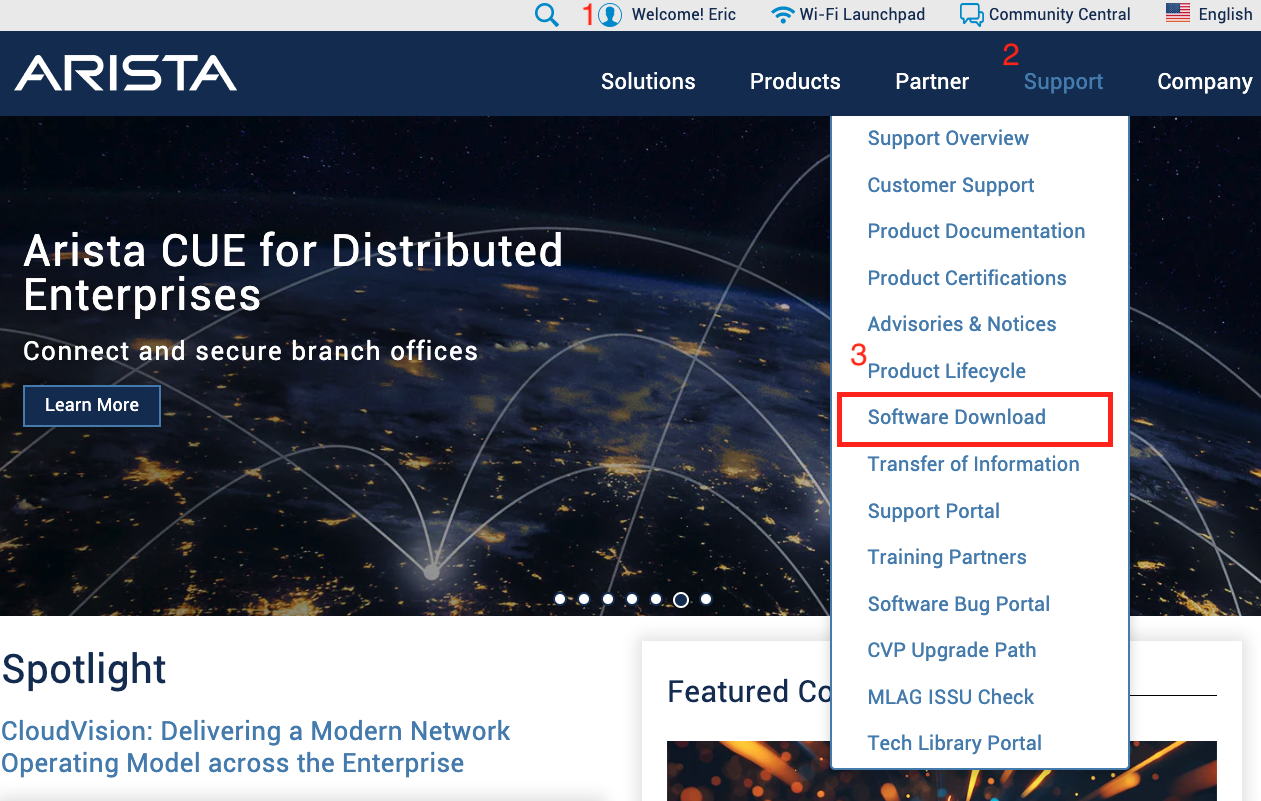 1 Welcome! Eric Wi-Fi Launchpad Community Central English
ARISTA
2
Solutions Products Partner Support Company
Support Overview
Customer Support
Product Documentation
Product Certifications
Advisories & Notices
3
Product Lifecycle
Software Download
Transfer of Information
Support Portal
Training Partners
Software Bug Portal
CVP Upgrade Path
MLAG ISSU Check
Tech Library Portal
Arista CUE for Distributed
Enterprises
Connect and secure branch offices
Learn More
Spotlight
CloudVision: Delivering a Modern Network
Operating Model across the Enterprise
Featured Co